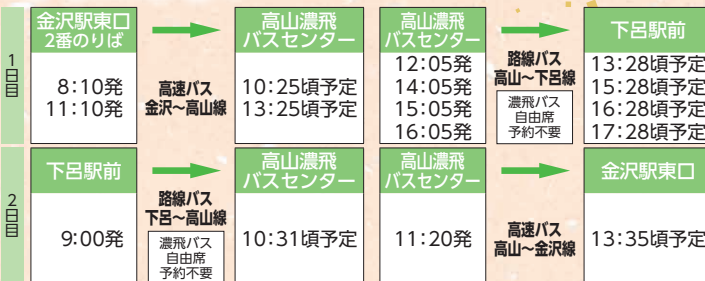 1日目
金沢駅東口
2番のりば
8:10発
11:10発
高速バス
金沢〜高山線
高山濃飛
バスセンター
10:25頃予定
13:25頃予定
高山濃飛
バスセンター
12:05発
14:05発
15:05発
16:05発
路線バス
高山〜下呂線
濃飛バス
自由席
予約不要
下呂駅前
13:28頃予定
15:28頃予定
16:28頃予定
17:28頃予定
2日目
下呂駅前
9:00発
路線バス
下呂〜高山線
濃飛バス
自由席
予約不要
高山濃飛
バスセンター
10:31頃予定
高山濃飛
バスセンター
11:20発
高速バス
高山〜金沢線
金沢駅東口
13:35頃予定